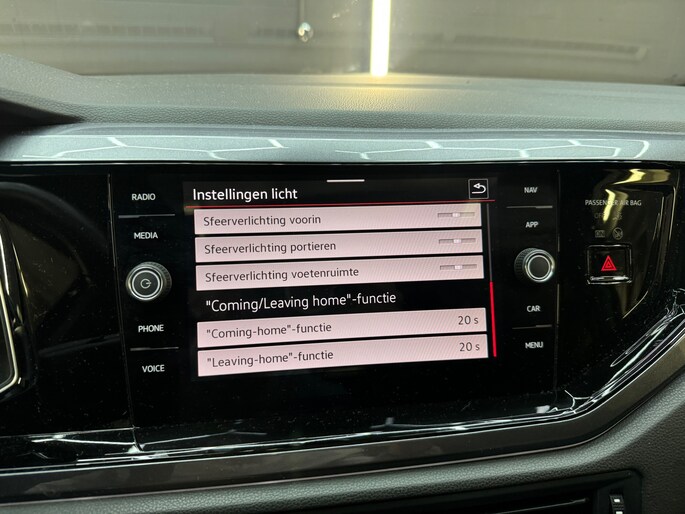 RADIO
MEDIA
PHONE
VOICE
Instellingen licht
Sfeerverlichting voorin
Sfeerverlichting portieren
Sfeerverlichting voetenruimte
"Coming/Leaving home"-functie
"Coming-home"-functie 20 s
"Leaving-home"-functie 20 s
NAV
APP
CAR
MENU
PASSENGER AIR BAG